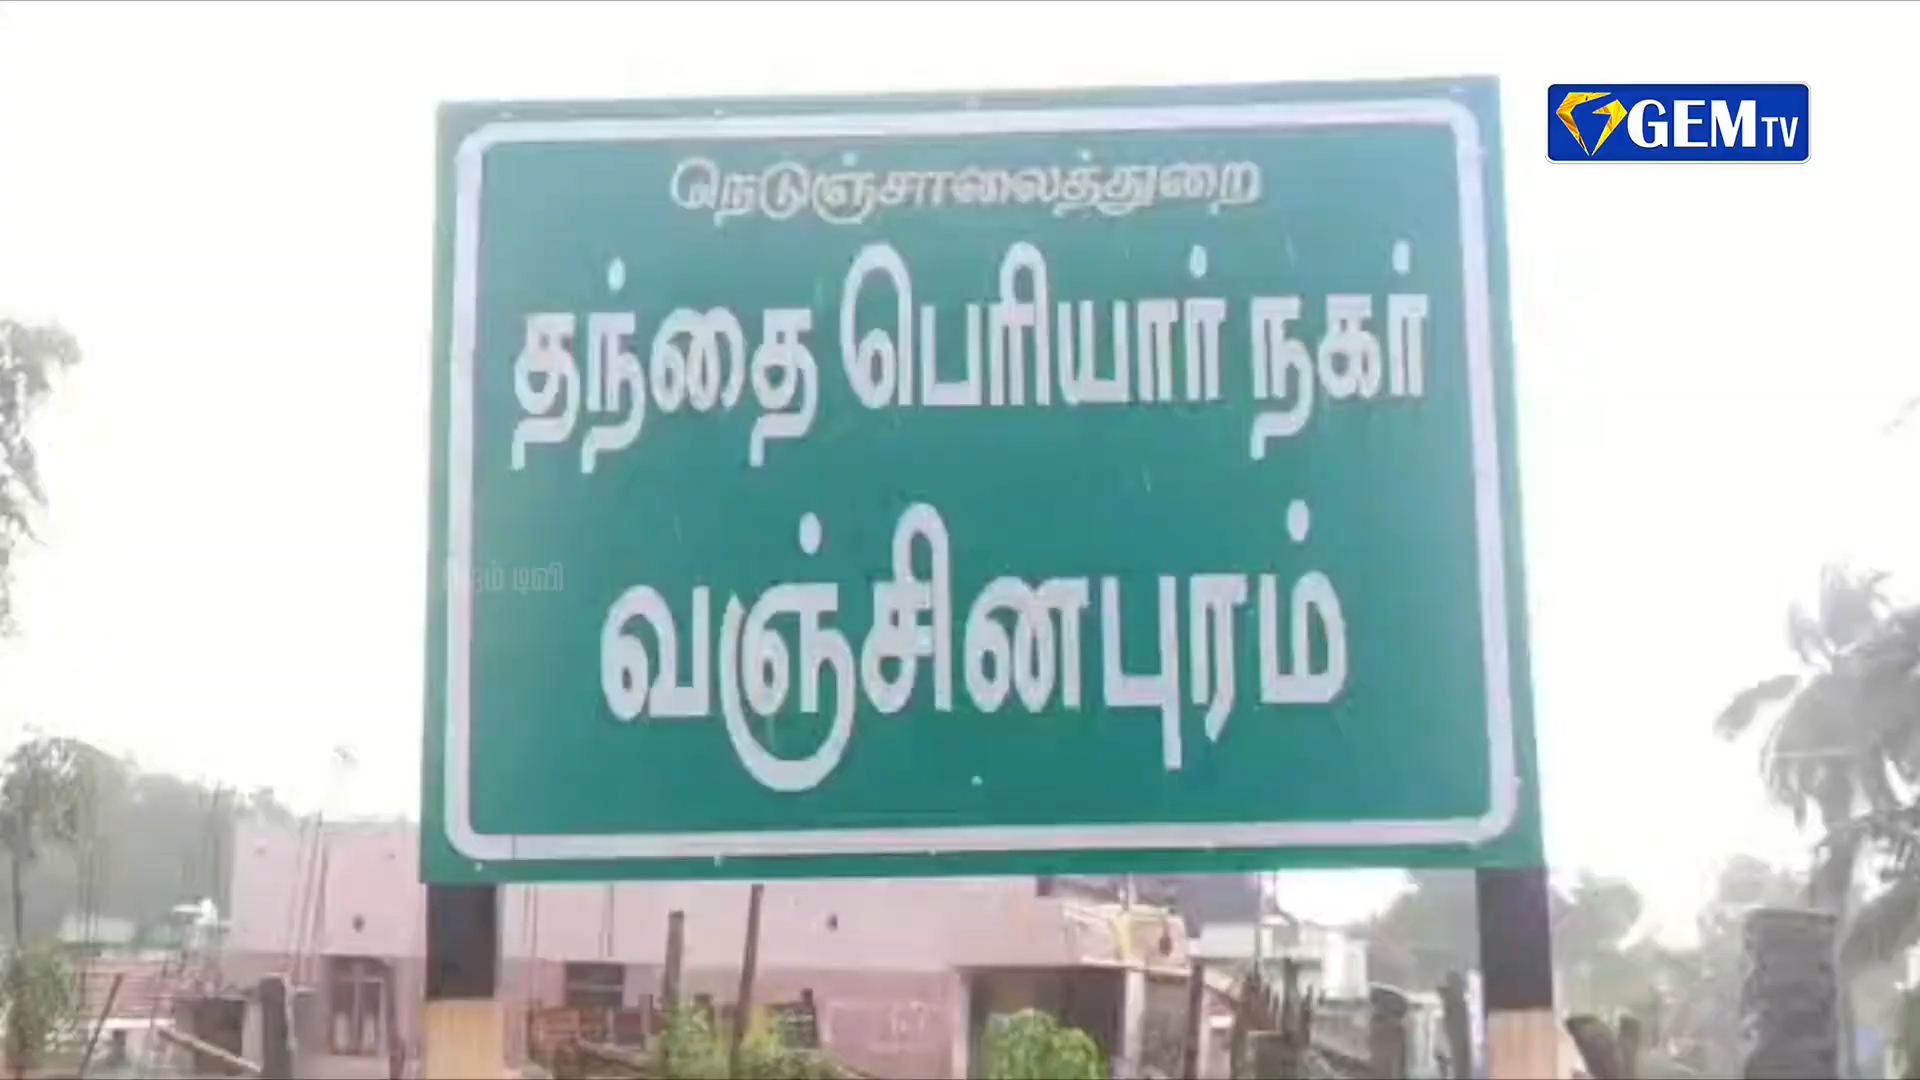 GEM TV
நெடுஞ்சாலைத்துறை
தந்தை பெரியார் நகர்
வஞ்சினபுரம்
ஜெம் டிவி